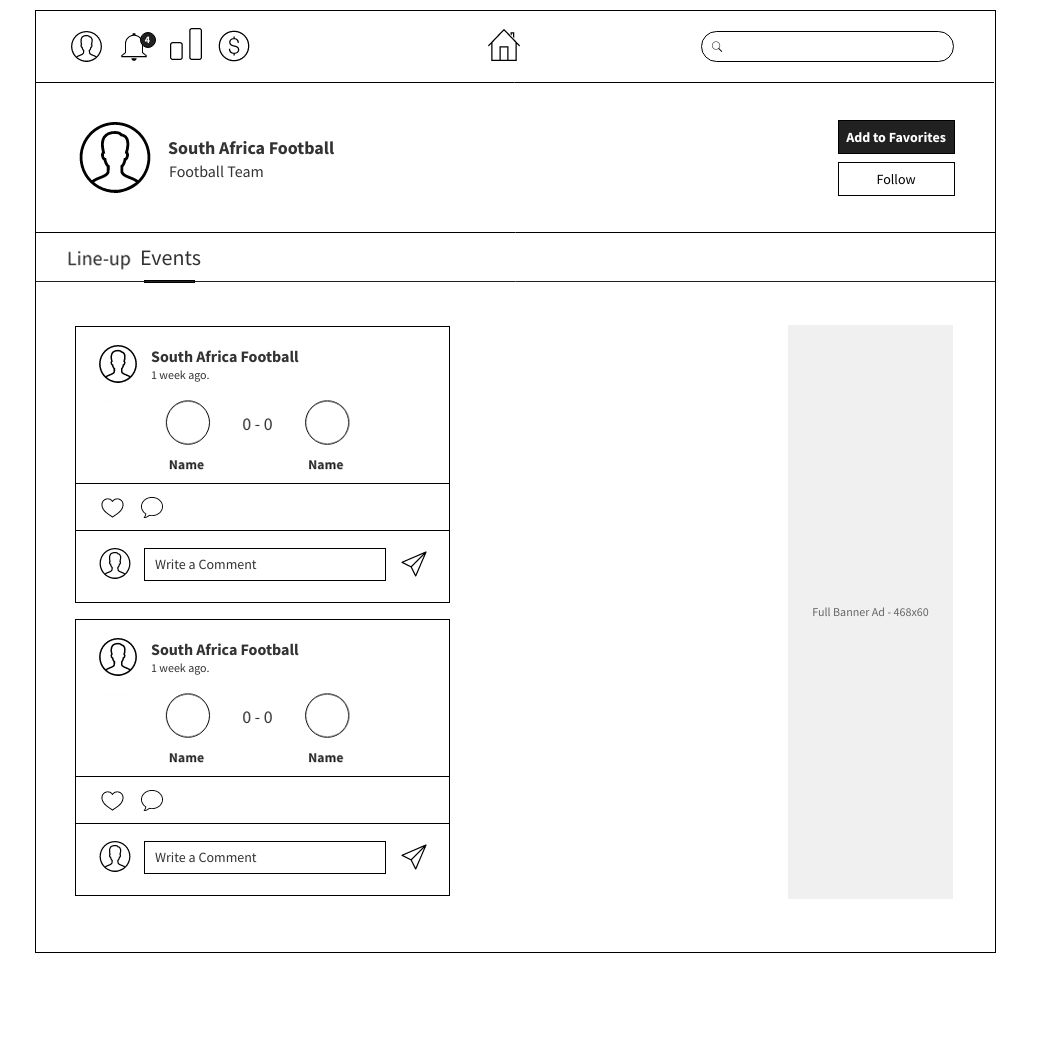 4
$
South Africa Football
Football Team
Add to Favorites
Follow
Line-up Events
South Africa Football
1 week ago.
0 - 0
Name Name
Write a Comment
South Africa Football
1 week ago.
0 - 0
Name Name
Write a Comment
Full Banner Ad - 468x60